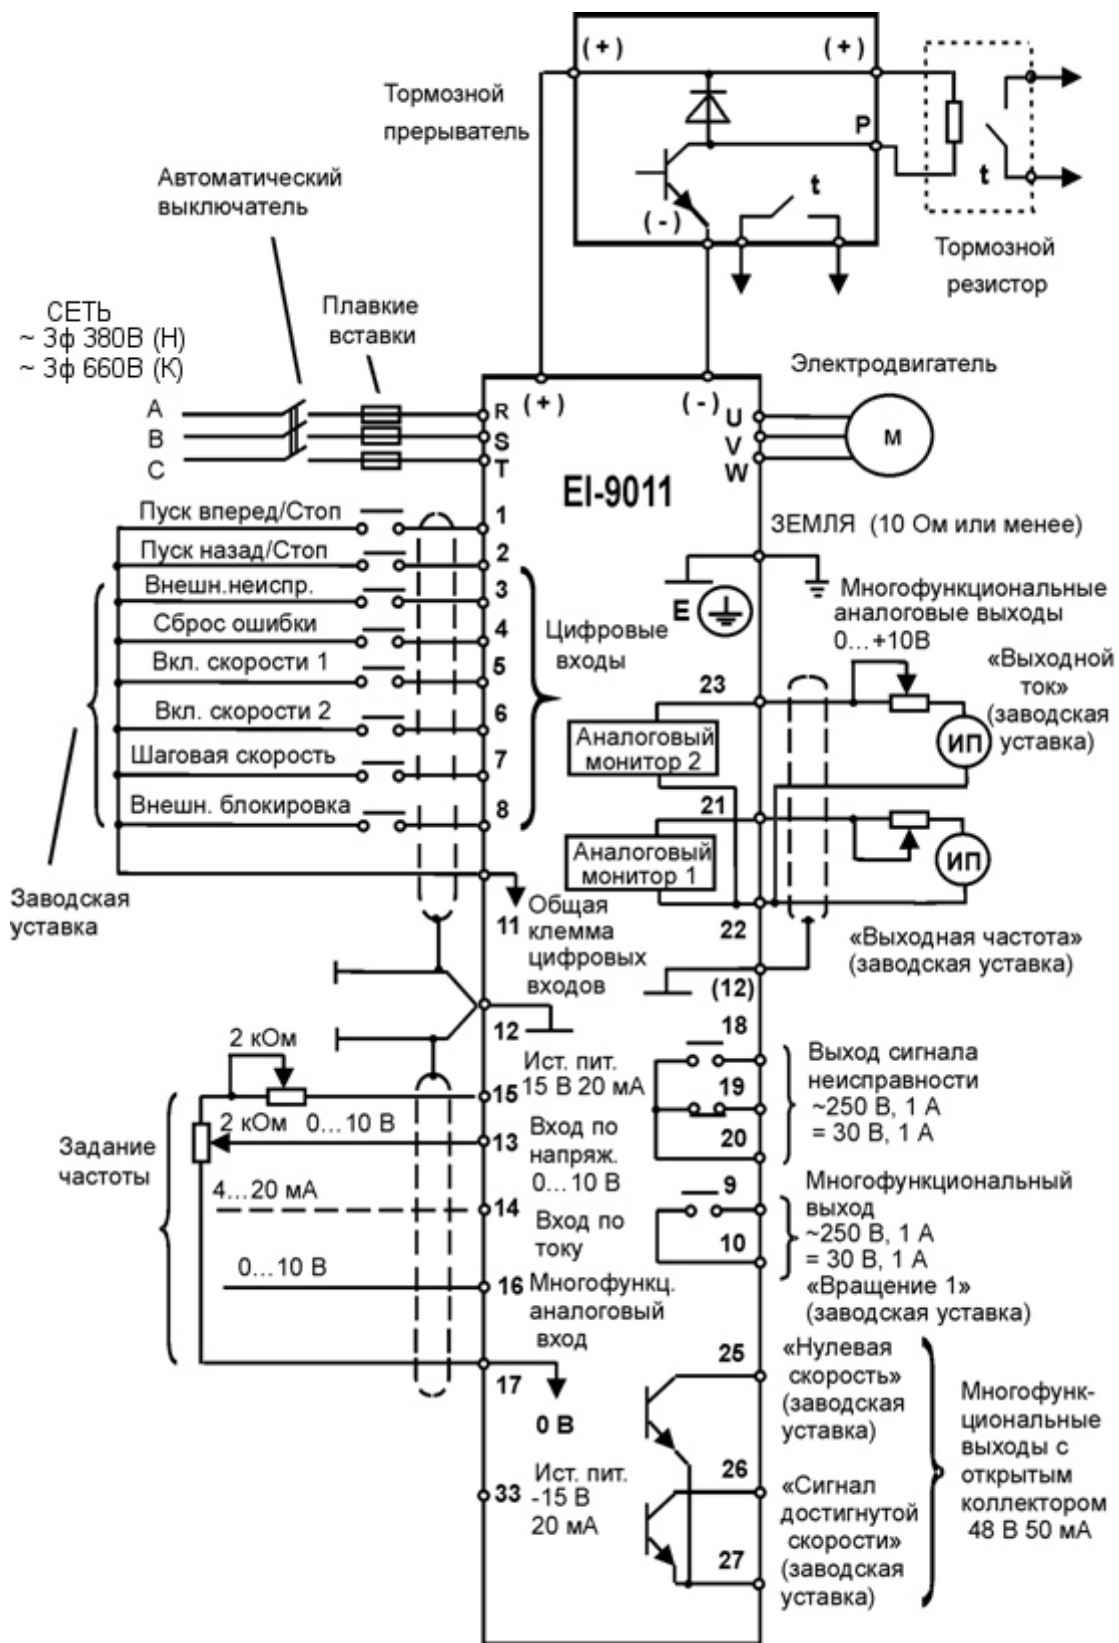 (+)
(+)
Тормозной
прерыватель
P
t
(-)
t
Тормозной
резистор
Автоматический
выключатель
СЕТЬ
~ 3ф 380В (Н)
~ 3ф 660В (К)
Плавкие
вставки
Электродвигатель
A
B
C
R
S
T
(+)
(-)
U
V
W
M
EI-9011
ЗЕМЛЯ (10 Ом или менее)
E
Пуск вперед/Стоп
1
Пуск назад/Стоп
2
Внешн.неиспр.
3
Сброс ошибки
4
Вкл. скорости 1
5
Вкл. скорости 2
6
Шаговая скорость
7
Внешн. блокировка
8
Цифровые
входы
Заводская
уставка
11
Общая
клемма
цифровых
входов
12
Многофункциональные
аналоговые выходы
0...+10В
«Выходной
ток»
(заводская
уставка)
23
Аналоговый
монитор 2
ИП
21
Аналоговый
монитор 1
ИП
22
«Выходная частота»
(заводская уставка)
(12)
2 кОм
2 кОм
0...10 В
Задание
частоты
4...20 мА
0...10 В
15
Ист. пит.
15 В 20 мА
13
Вход по
напряж.
0...10 В
14
Вход по
току
16
Многофункц.
аналоговый
вход
17
0 В
33
Ист. пит.
-15 В
20 мА
18
19
20
Выход сигнала
неисправности
~250 В, 1 А
= 30 В, 1 А
9
10
Многофункциональный
выход
~250 В, 1 А
= 30 В, 1 А
«Вращение 1»
(заводская уставка)
25
«Нулевая
скорость»
(заводская
уставка)
26
«Сигнал
достигнутой
скорости»
(заводская
уставка)
27
Многофунк-
циональные
выходы с
открытым
коллектором
48 В 50 мА